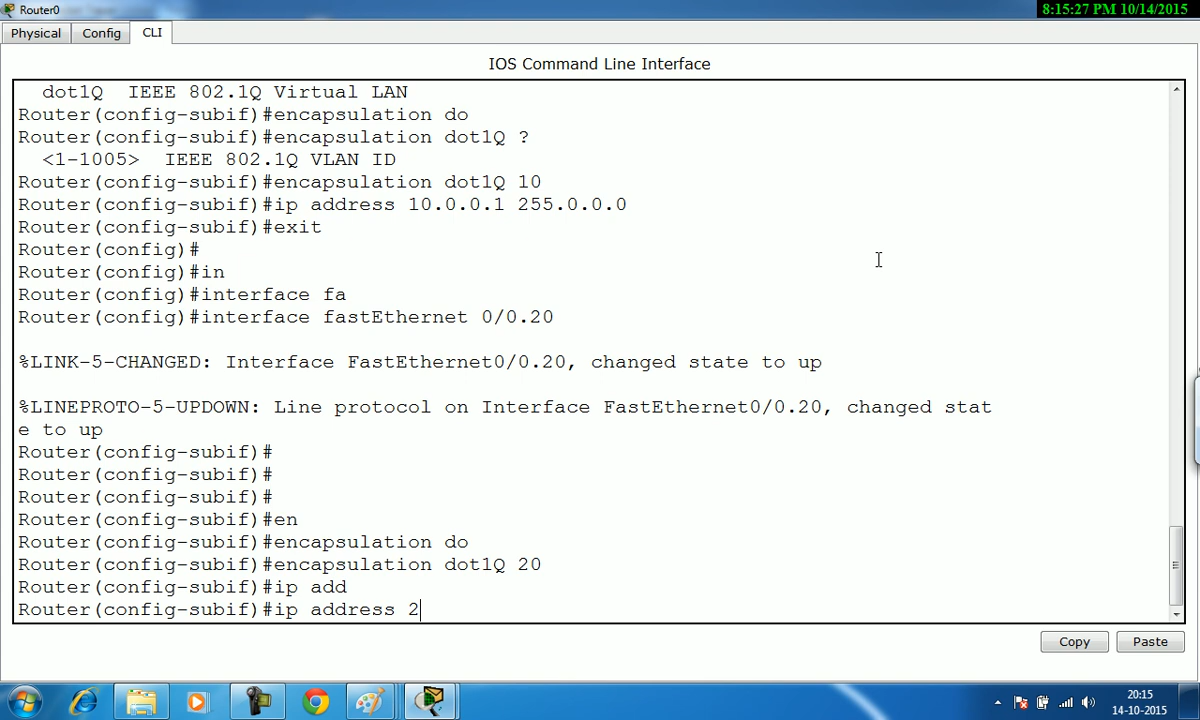 Router0
8:15:27 PM 10/14/2015
Physical Config CLI
IOS Command Line Interface
dot1Q IEEE 802.1Q Virtual LAN
Router(config-subif)#encapsulation do
Router(config-subif)#encapsulation dot1Q ?
<1-1005> IEEE 802.1Q VLAN ID
Router(config-subif)#encapsulation dot1Q 10
Router(config-subif)#ip address 10.0.0.1 255.0.0.0
Router(config-subif)#exit
Router(config)#
Router(config)#in
Router(config)#interface fa
Router(config)#interface fastEthernet 0/0.20
%LINK-5-CHANGED: Interface FastEthernet0/0.20, changed state to up
%LINEPROTO-5-UPDOWN: Line protocol on Interface FastEthernet0/0.20, changed stat
e to up
Router(config-subif)#
Router(config-subif)#
Router(config-subif)#
Router(config-subif)#en
Router(config-subif)#encapsulation do
Router(config-subif)#encapsulation dot1Q 20
Router(config-subif)#ip add
Router(config-subif)#ip address 2
Copy Paste
20:15
14-10-2015